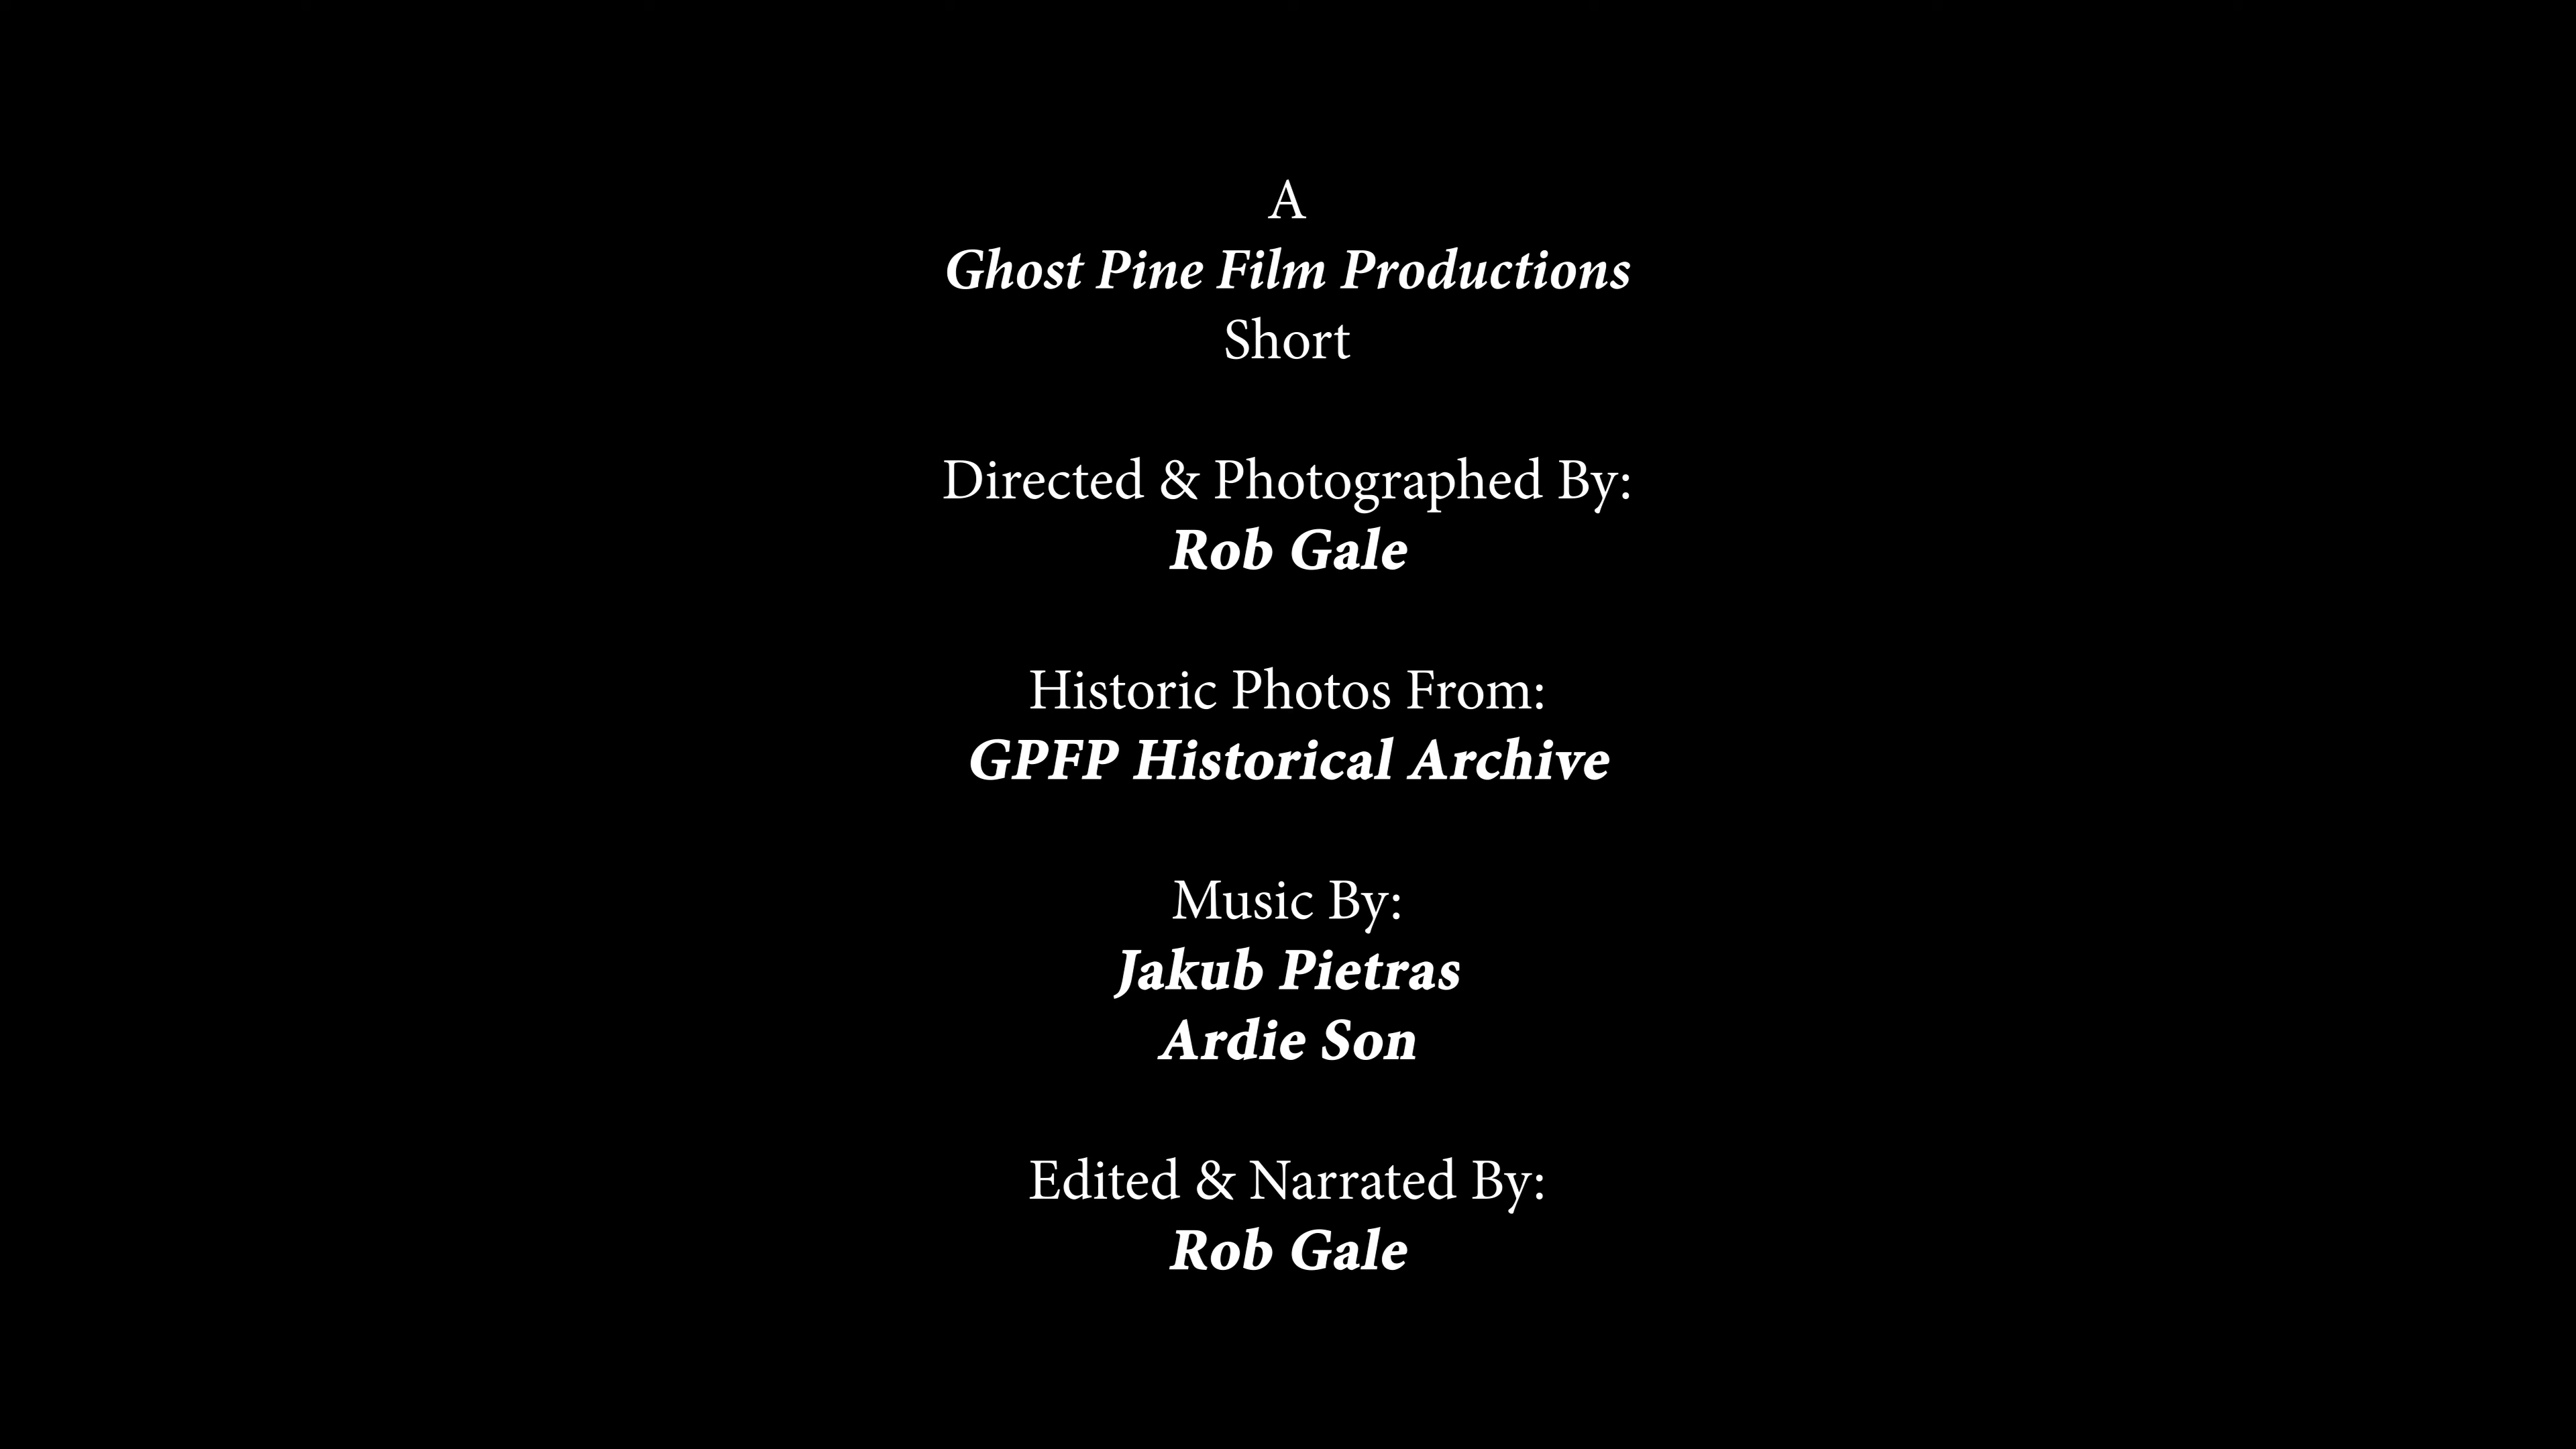 A
Ghost Pine Film Productions
Short
Directed & Photographed By:
Rob Gale
Historic Photos From:
GPFP Historical Archive
Music By:
Jakub Pietras
Ardie Son
Edited & Narrated By:
Rob Gale